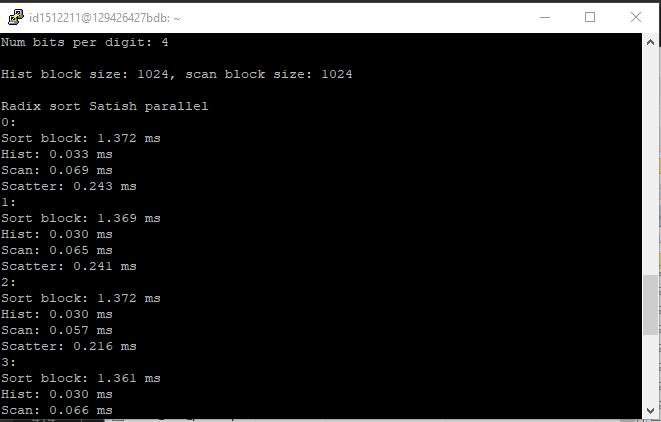 id1512211@129426427bdb: ~
Num bits per digit: 4
Hist block size: 1024, scan block size: 1024
Radix sort Satish parallel
0:
Sort block: 1.372 ms
Hist: 0.033 ms
Scan: 0.069 ms
Scatter: 0.243 ms
1:
Sort block: 1.369 ms
Hist: 0.030 ms
Scan: 0.065 ms
Scatter: 0.241 ms
2:
Sort block: 1.372 ms
Hist: 0.030 ms
Scan: 0.057 ms
Scatter: 0.216 ms
3:
Sort block: 1.361 ms
Hist: 0.030 ms
Scan: 0.066 ms